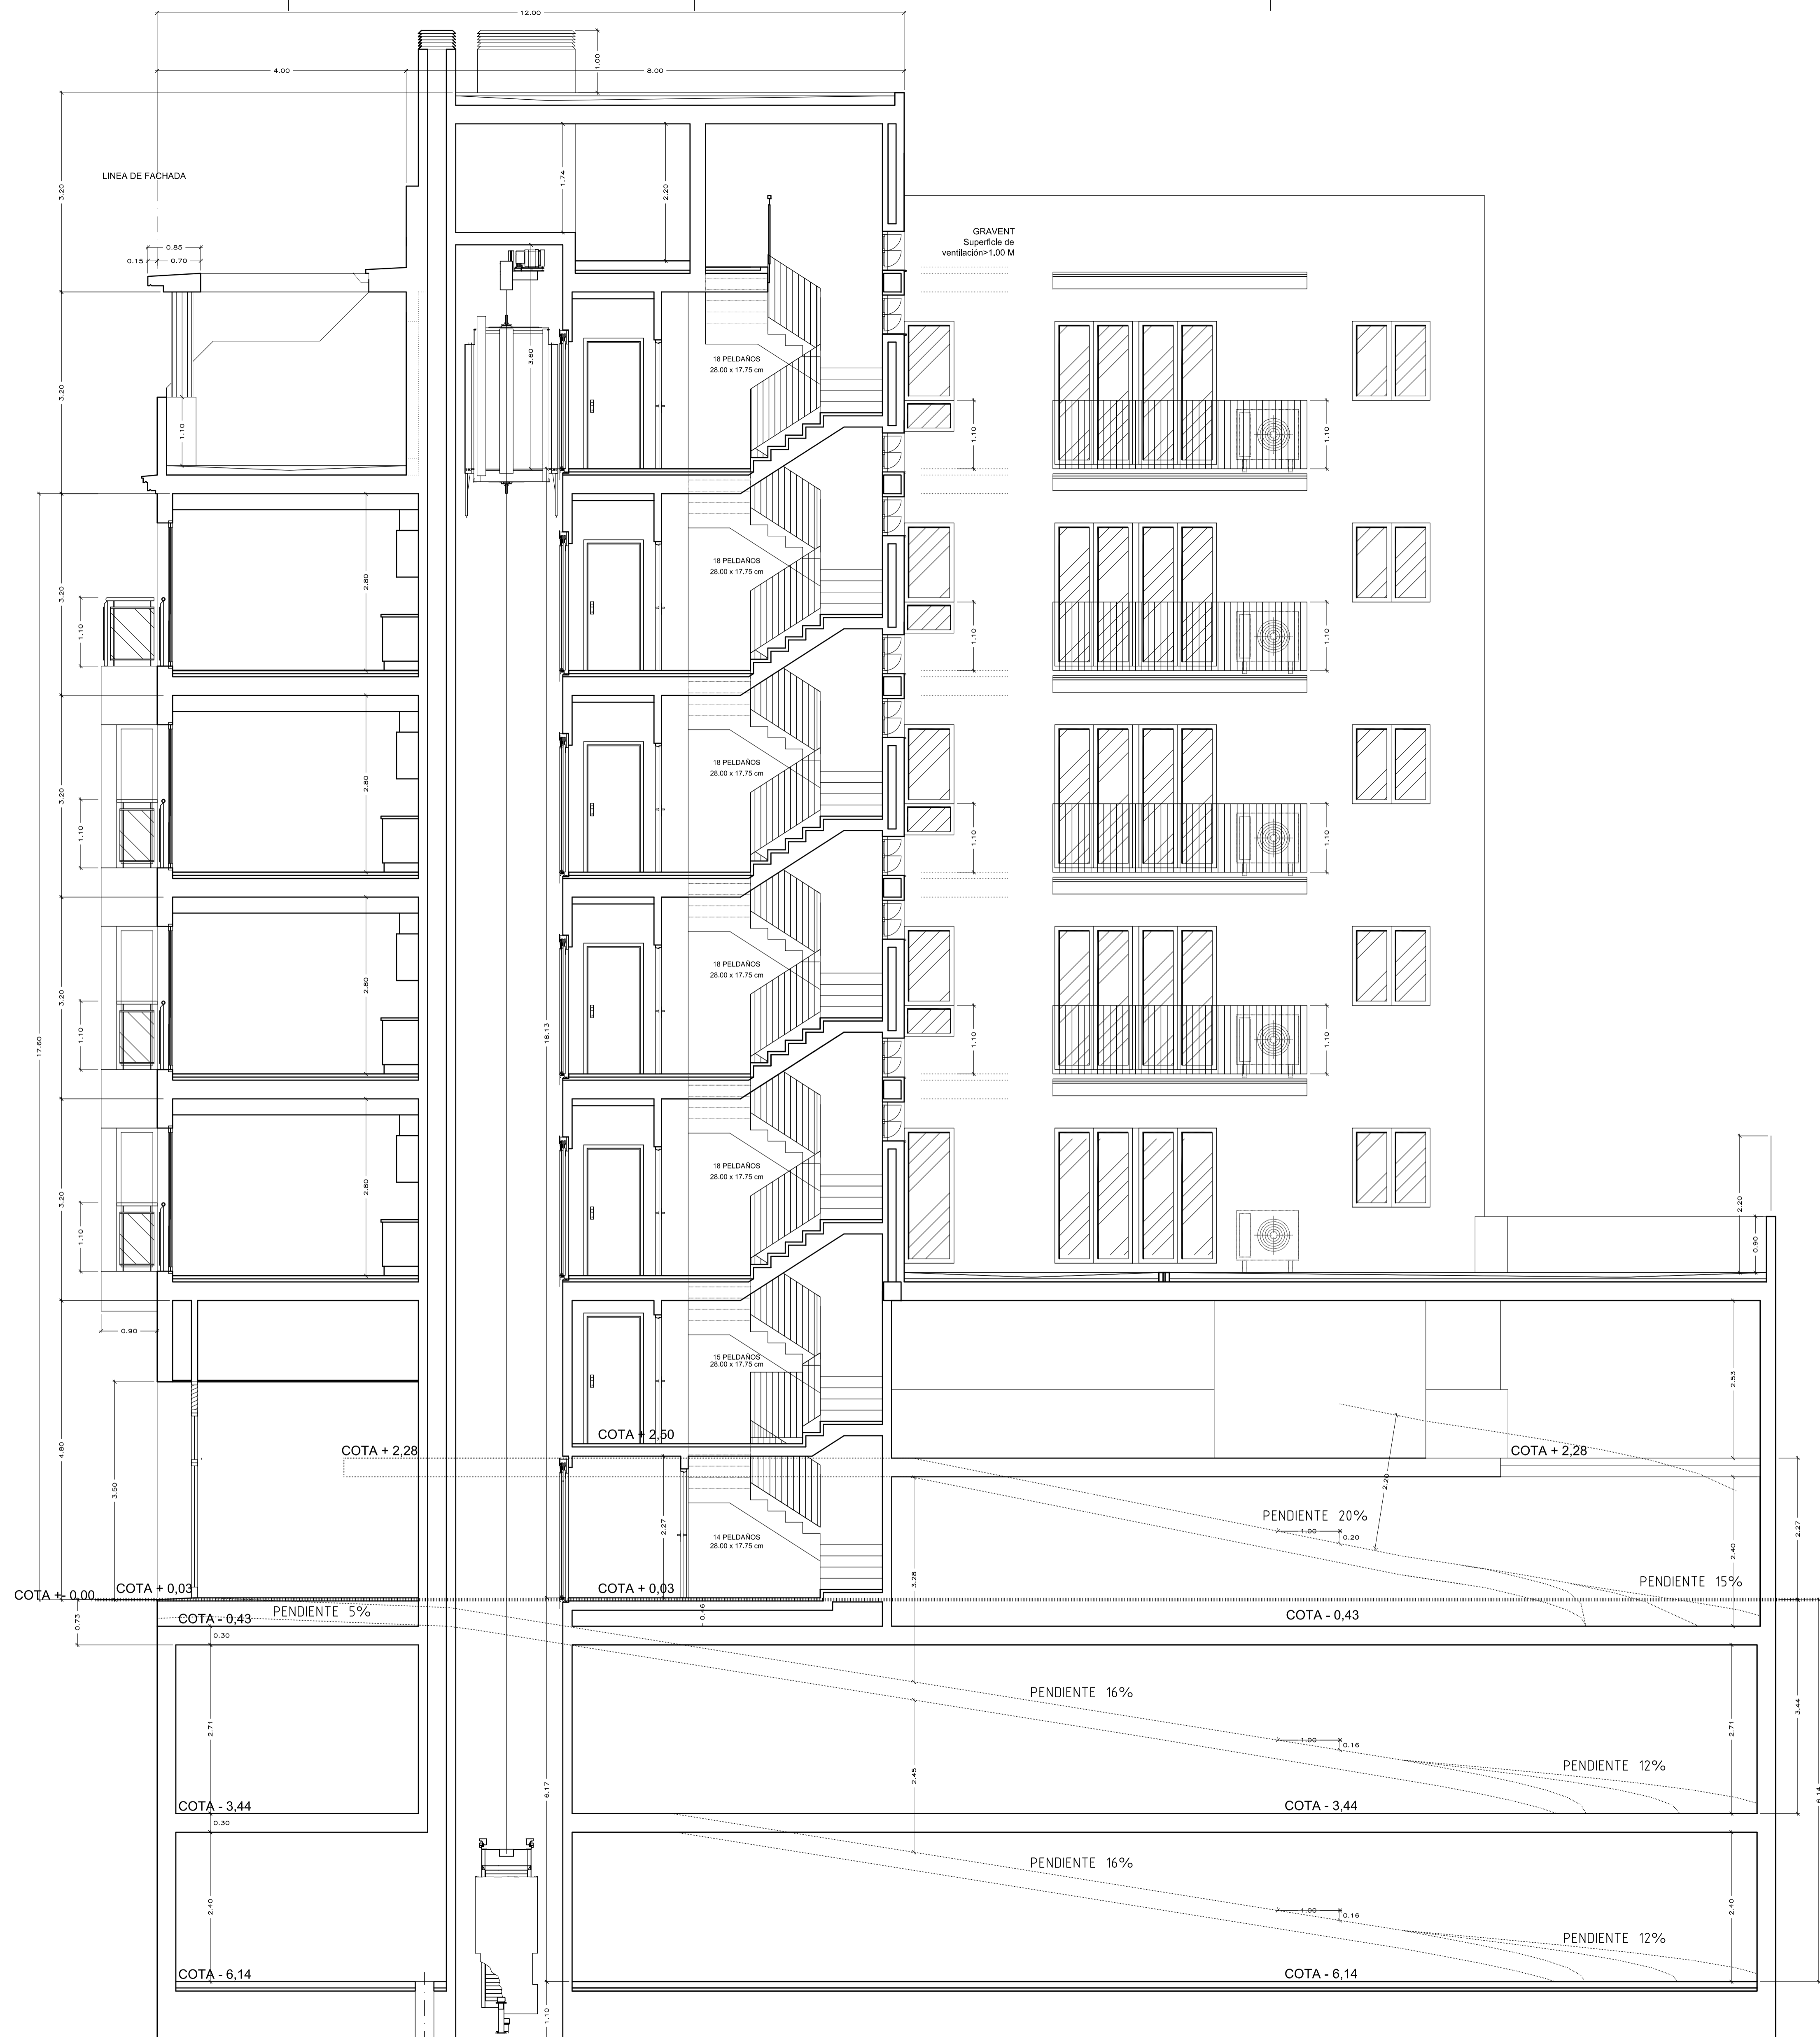 12.00
4.00
8.00
1.00
LINEA DE FACHADA
3.20
1.74
2.20
GRAVENT
Superficie de
ventilación>1,00 M
0.85
0.15
0.70
3.60
18 PELDAÑOS
28.00 x 17.75 cm
3.20
1.10
1.10
1.10
18 PELDAÑOS
28.00 x 17.75 cm
3.20
2.80
1.10
1.10
1.10
18 PELDAÑOS
28.00 x 17.75 cm
3.20
2.80
1.10
1.10
1.10
18 PELDAÑOS
28.00 x 17.75 cm
3.20
2.80
1.10
1.10
1.10
17.60
18.13
18 PELDAÑOS
28.00 x 17.75 cm
3.20
2.80
1.10
2.20
0.90
0.90
15 PELDAÑOS
28.00 x 17.75 cm
2.53
4.80
3.50
COTA + 2,50
COTA + 2,28
COTA + 2,28
2.20
PENDIENTE 20%
1.00
0.20
2.27
14 PELDAÑOS
28.00 x 17.75 cm
2.40
2.27
3.28
PENDIENTE 15%
COTA +- 0,00
COTA + 0,03
COTA + 0,03
PENDIENTE 5%
COTA - 0,43
0.46
COTA - 0,43
0.73
0.30
PENDIENTE 16%
2.71
1.00
0.16
2.71
3.44
PENDIENTE 12%
2.45
6.17
6.14
COTA - 3,44
COTA - 3,44
0.30
PENDIENTE 16%
2.40
1.00
0.16
2.40
PENDIENTE 12%
COTA - 6,14
COTA - 6,14
1.10